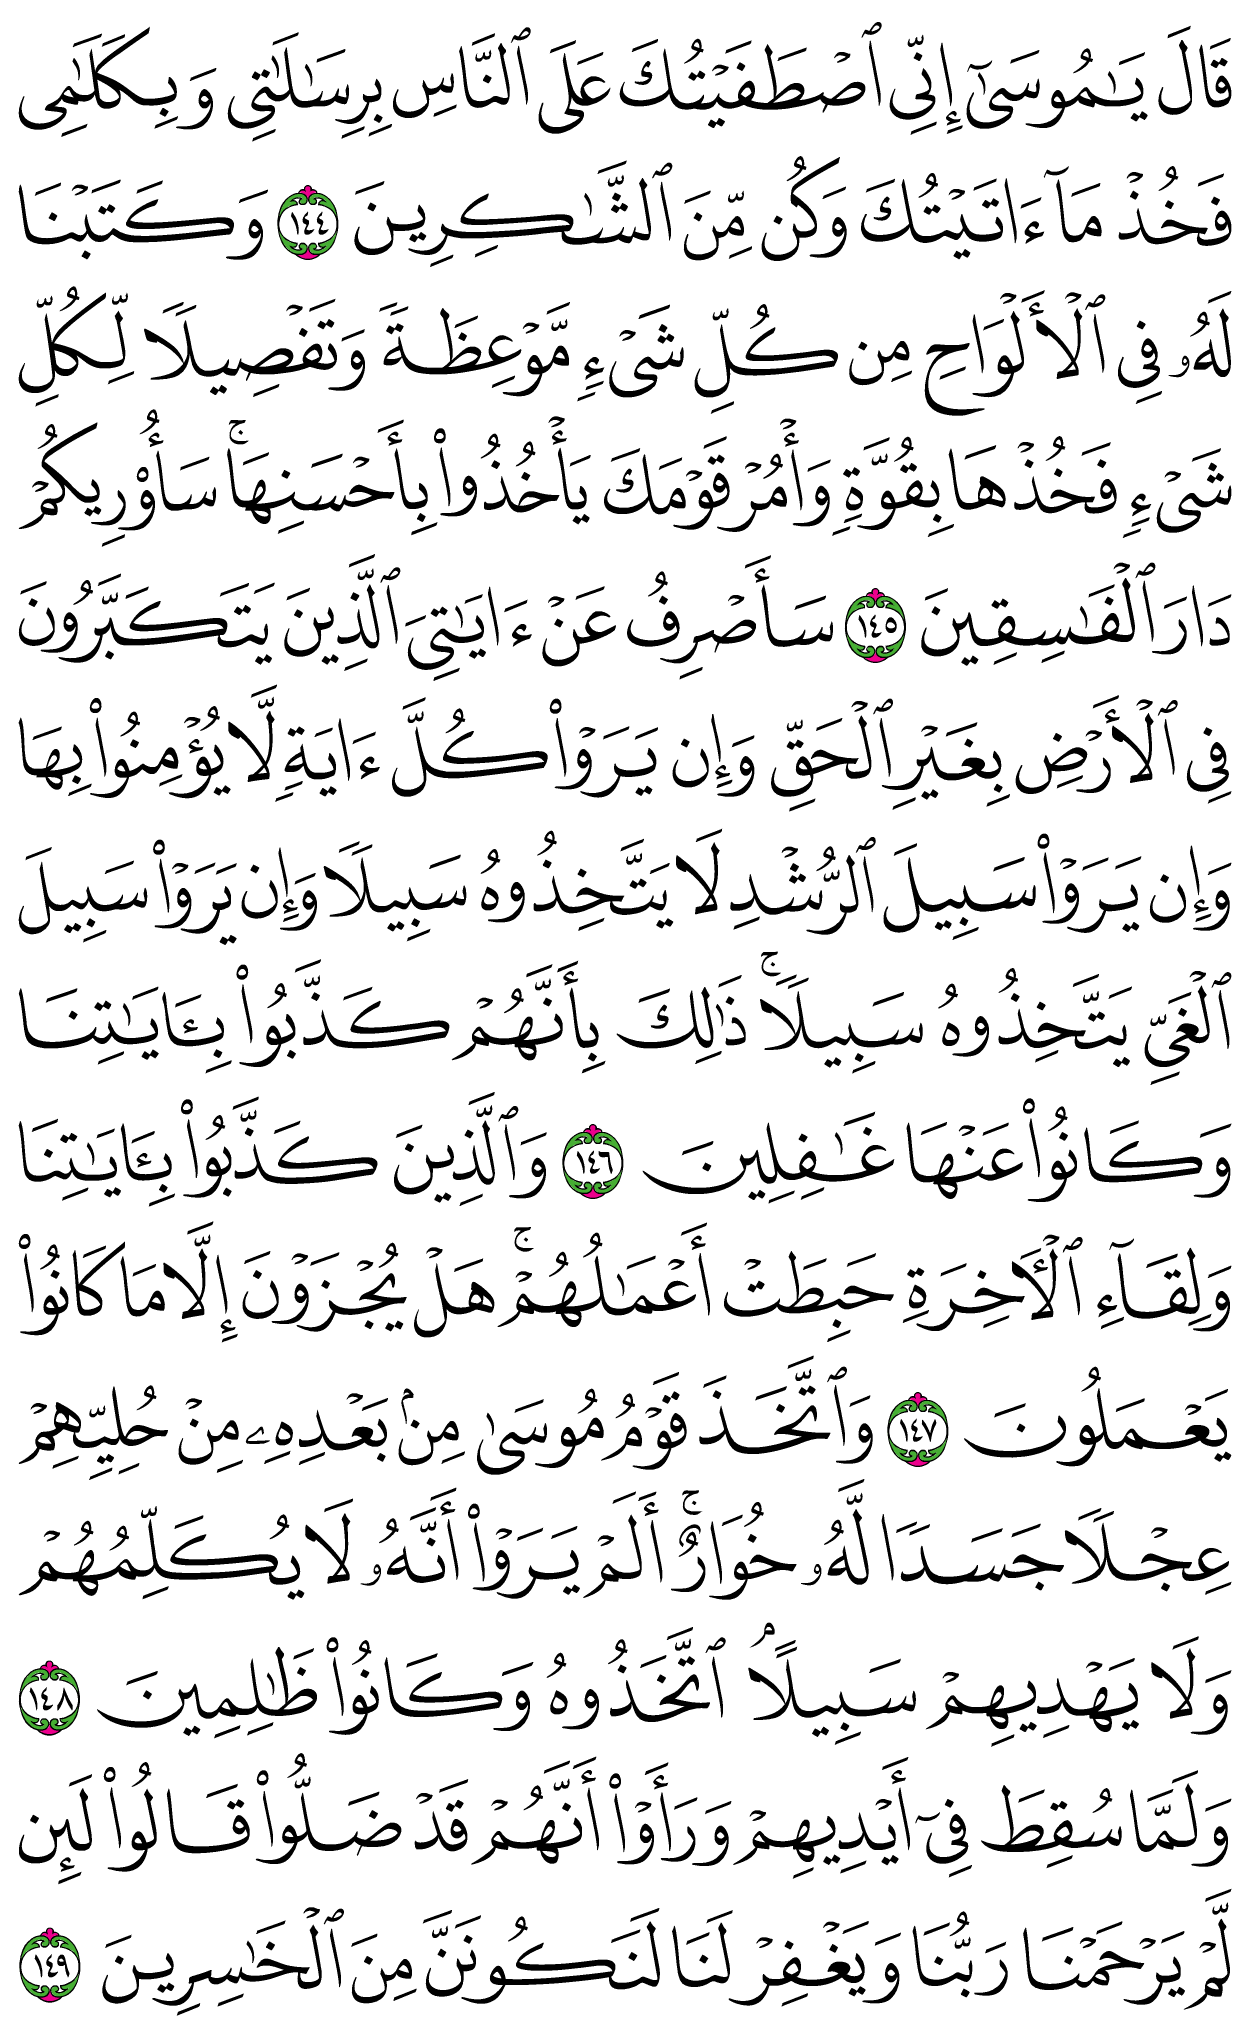 قَالَ يَـٰمُوسَىٰٓ إِنِّي ٱصۡطَفَيۡتُكَ عَلَى ٱلنَّاسِ بِرِسَـٰلَـٰتِي وَبِكَلَـٰمِي
فَخُذۡ مَآ ءَاتَيۡتُكَ وَكُن مِّنَ ٱلشَّـٰكِرِينَ ١٤٤ وَكَتَبۡنَا
لَهُۥ فِي ٱلۡأَلۡوَاحِ مِن كُلِّ شَيۡءٖ مَّوۡعِظَةٗ وَتَفۡصِيلٗا لِّكُلِّ
شَيۡءٖ فَخُذۡهَا بِقُوَّةٖ وَأۡمُرۡ قَوۡمَكَ يَأۡخُذُواْ بِأَحۡسَنِهَاۚ سَأُوْرِيكُمۡ
دَارَ ٱلۡفَـٰسِقِينَ ١٤٥ سَأَصۡرِفُ عَنۡ ءَايَـٰتِيَ ٱلَّذِينَ يَتَكَبَّرُونَ
فِي ٱلۡأَرۡضِ بِغَيۡرِ ٱلۡحَقِّ وَإِن يَرَوۡاْ كُلَّ ءَايَةٖ لَّا يُؤۡمِنُواْ بِهَا
وَإِن يَرَوۡاْ سَبِيلَ ٱلرُّشۡدِ لَا يَتَّخِذُوهُ سَبِيلٗا وَإِن يَرَوۡاْ سَبِيلَ
ٱلۡغَيِّ يَتَّخِذُوهُ سَبِيلٗاۚ ذَٰلِكَ بِأَنَّهُمۡ كَذَّبُواْ بِـَٔايَـٰتِنَا
وَكَانُواْ عَنۡهَا غَـٰفِلِينَ ١٤٦ وَٱلَّذِينَ كَذَّبُواْ بِـَٔايَـٰتِنَا
وَلِقَآءِ ٱلۡأٓخِرَةِ حَبِطَتۡ أَعۡمَـٰلُهُمۡۚ هَلۡ يُجۡزَوۡنَ إِلَّا مَا كَانُواْ
يَعۡمَلُونَ ١٤٧ وَٱتَّخَذَ قَوۡمُ مُوسَىٰ مِنۢ بَعۡدِهِۦ مِنۡ حُلِيِّهِمۡ
عِجۡلٗا جَسَدٗا لَّهُۥ خُوَارٌۚ أَلَمۡ يَرَوۡاْ أَنَّهُۥ لَا يُكَلِّمُهُمۡ
وَلَا يَهۡدِيهِمۡ سَبِيلًاۘ ٱتَّخَذُوهُ وَكَانُواْ ظَـٰلِمِينَ ١٤٨
وَلَمَّا سُقِطَ فِيٓ أَيۡدِيهِمۡ وَرَأَوۡاْ أَنَّهُمۡ قَدۡ ضَلُّواْ قَالُواْ لَئِن
لَّمۡ يَرۡحَمۡنَا رَبُّنَا وَيَغۡفِرۡ لَنَا لَنَكُونَنَّ مِنَ ٱلۡخَـٰسِرِينَ ١٤٩